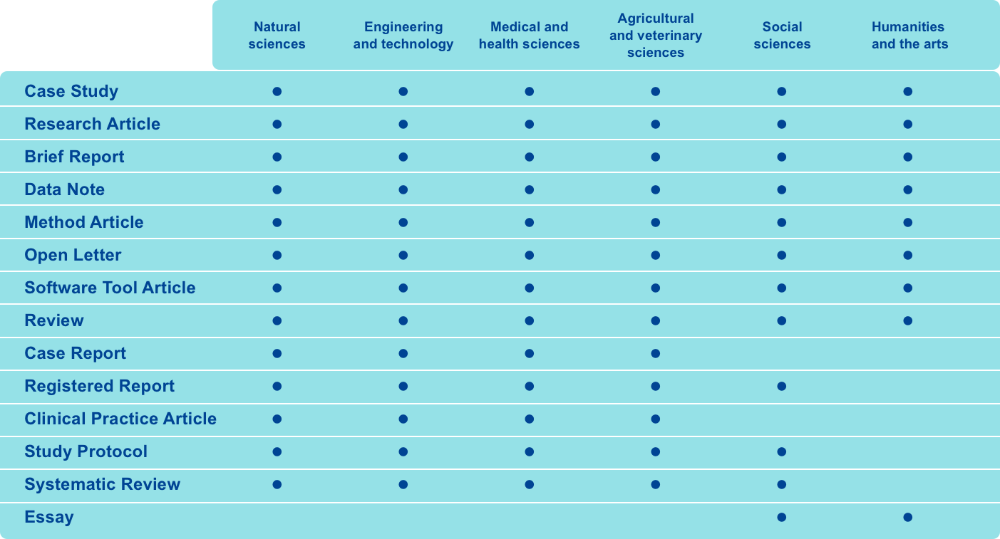 Natural
sciences
Engineering
and technology
Medical and
health sciences
Agricultural
and veterinary
sciences
Social
sciences
Humanities
and the arts
Case Study
Research Article
Brief Report
Data Note
Method Article
Open Letter
Software Tool Article
Review
Case Report
Registered Report
Clinical Practice Article
Study Protocol
Systematic Review
Essay